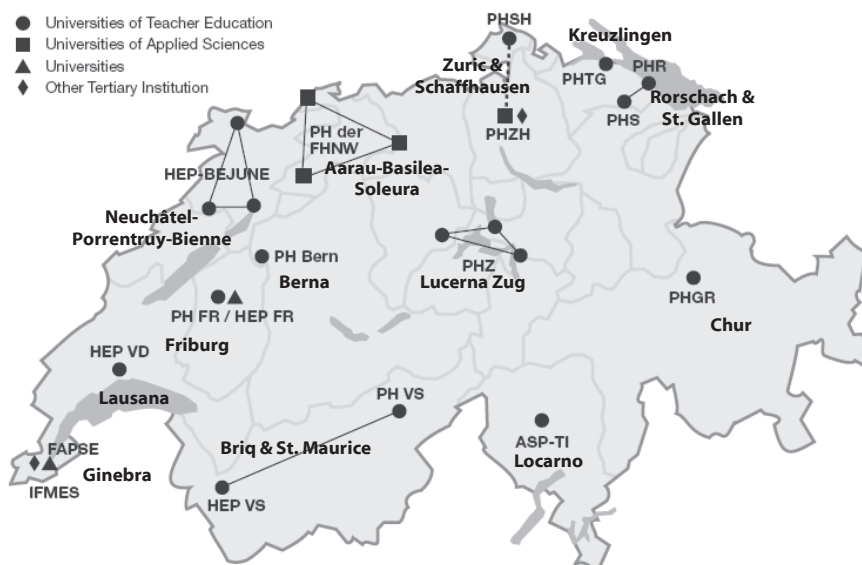 Universities of Teacher Education
Universities of Applied Sciences
Universities
Other Tertiary Institution
PHSH
Kreuzlingen
Zuric &
Schaffhausen
PHTG
PHR
Rorschach &
St. Gallen
PHS
PHZH
PH der
FHNW
Aarau-Basilea-
Soleura
HEP-BEJUNE
Neuchâtel-
Porrentruy-Bienne
PH Bern
Berna
PHZ
Lucerna Zug
PHGR
Chur
PH FR / HEP FR
Friburg
HEP VD
Lausana
PH VS
Briq & St. Maurice
HEP VS
ASP-TI
Locarno
FAPSE
Ginebra
IFMES